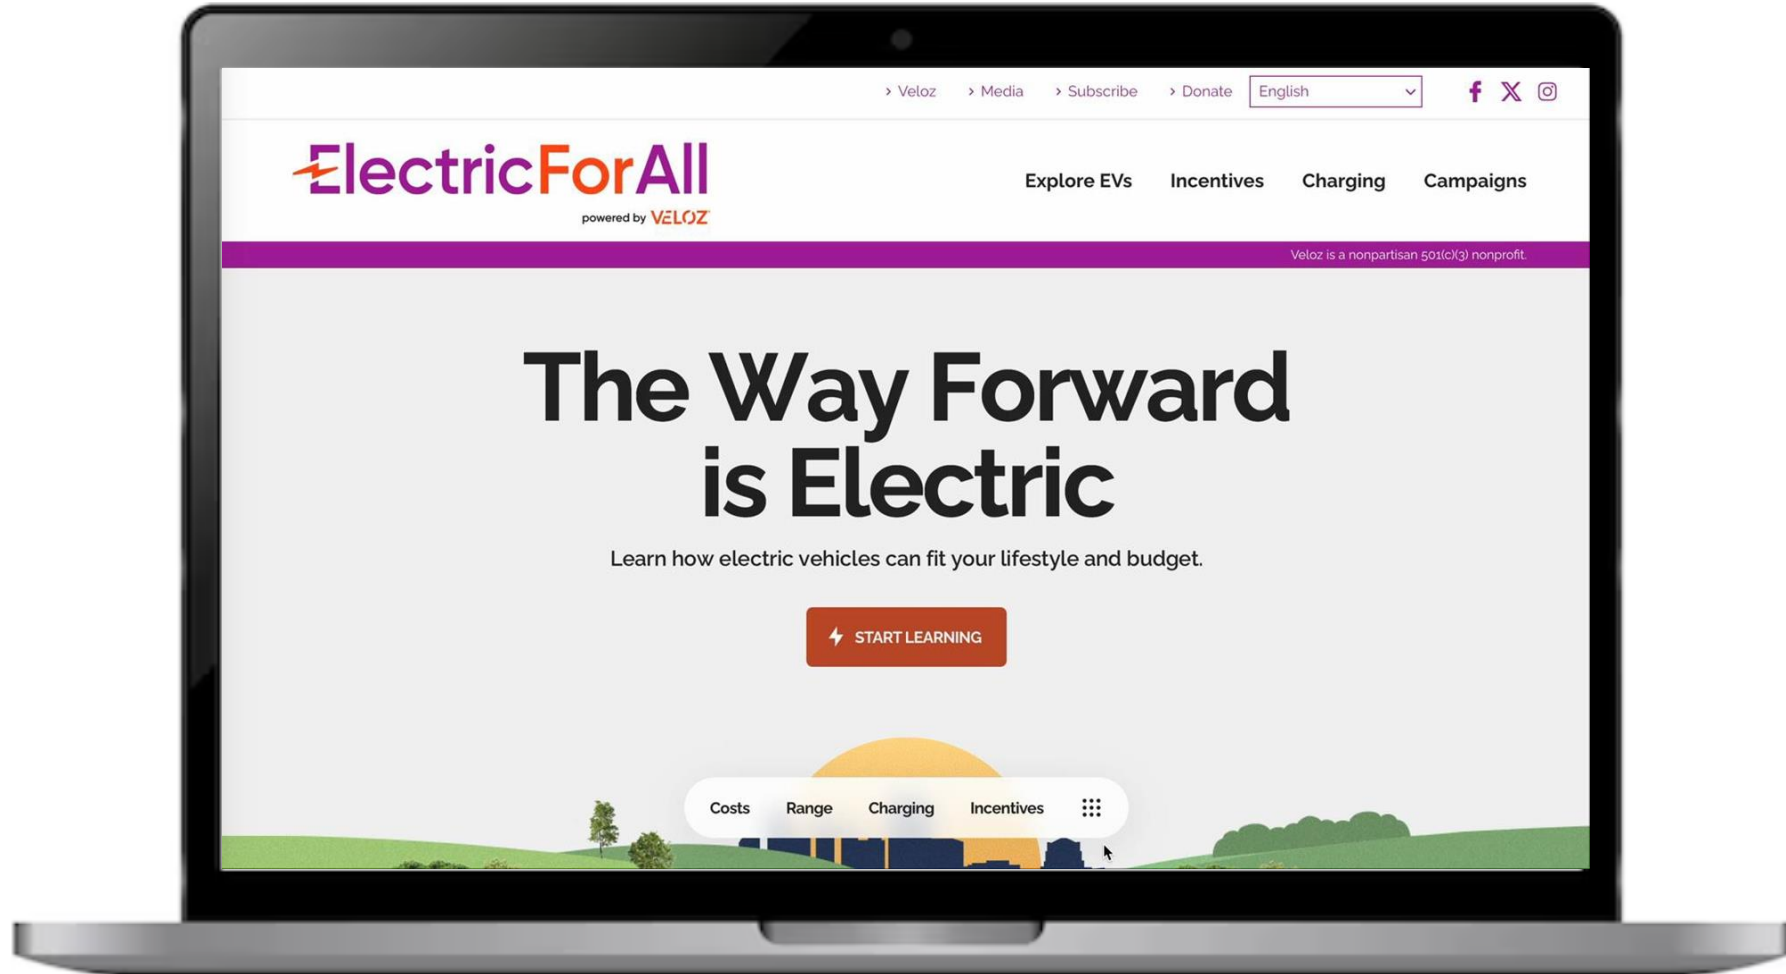 > Veloz > Media > Subscribe > Donate English
ElectricForAll
powered by VELOZ
Explore EVs Incentives Charging Campaigns
Veloz is a nonpartisan 501(c)(3) nonprofit.
The Way Forward
is Electric
Learn how electric vehicles can fit your lifestyle and budget.
START LEARNING
Costs Range Charging Incentives